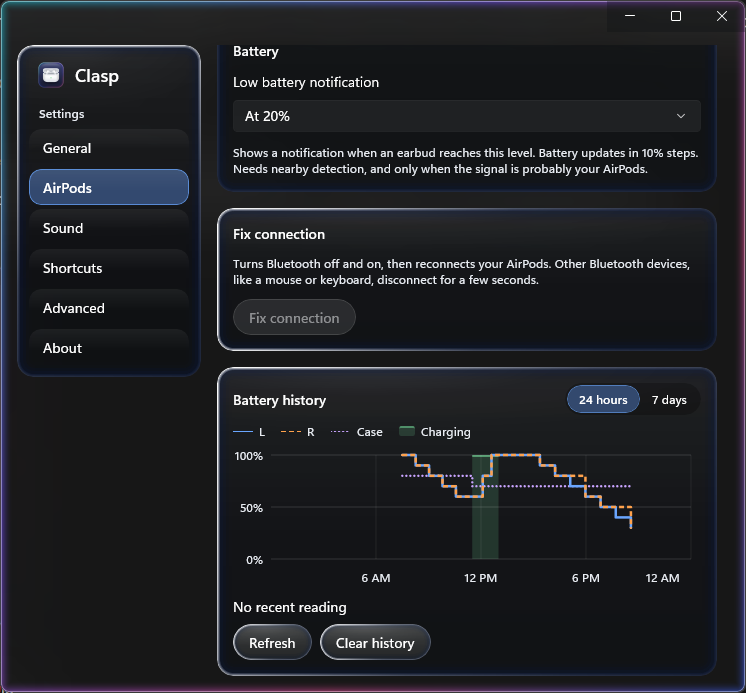 Clasp
Settings
General
AirPods
Sound
Shortcuts
Advanced
About
Battery
Low battery notification
At 20%
Shows a notification when an earbud reaches this level. Battery updates in 10% steps.
Needs nearby detection, and only when the signal is probably your AirPods.
Fix connection
Turns Bluetooth off and on, then reconnects your AirPods. Other Bluetooth devices,
like a mouse or keyboard, disconnect for a few seconds.
Fix connection
Battery history
24 hours 7 days
L R Case Charging
100%
50%
0%
6 AM 12 PM 6 PM 12 AM
No recent reading
Refresh Clear history